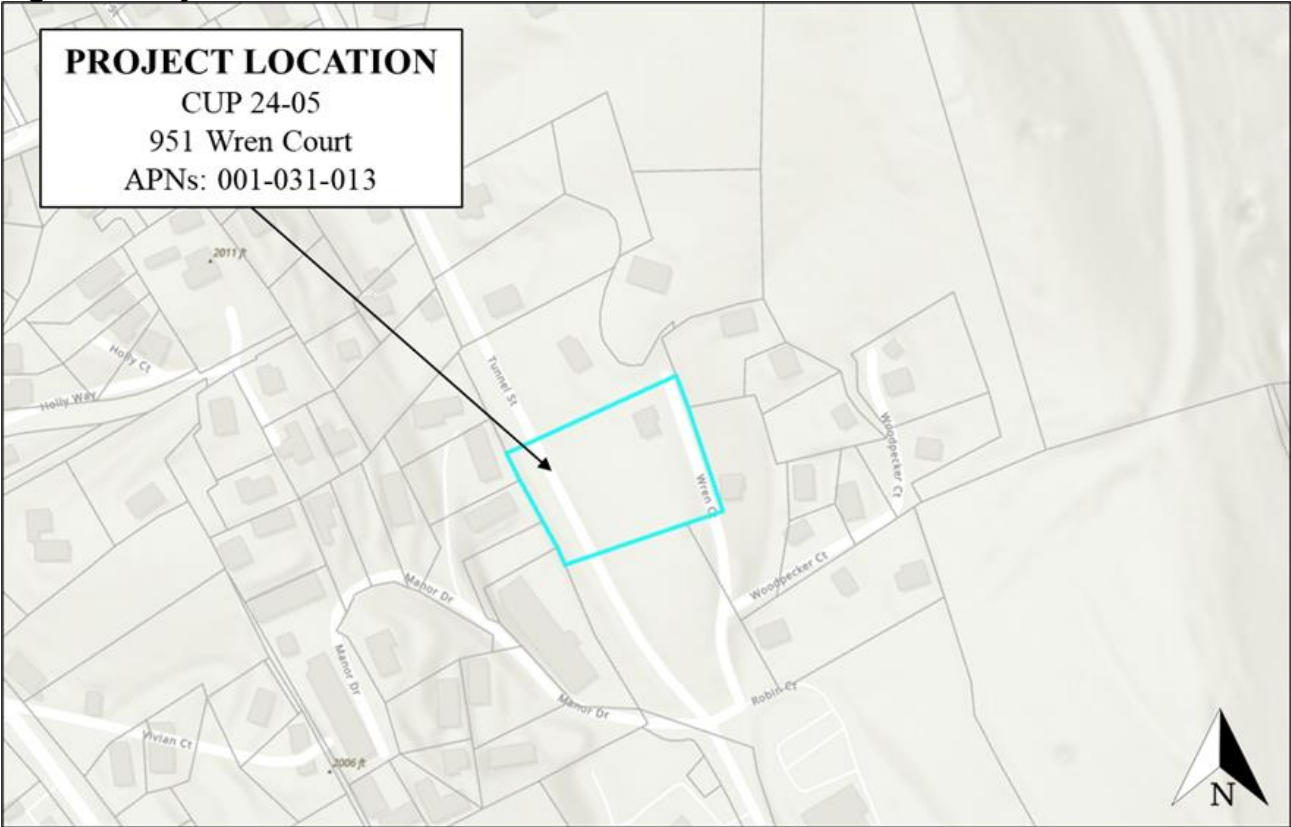 PROJECT LOCATION
CUP 24-05
951 Wren Court
APNs: 001-031-013
2011 ft
Holly Ct
Holly Way
Tunnel St
Woodpecker Ct
Wren Ct
Woodpecker Ct
Manor Dr
Manor Dr
Robin Ct
Manor Dr
Vivian Ct
2006 ft
N